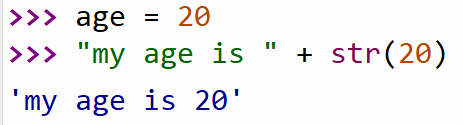 >>> age = 20
>>> "my age is " + str(20)
'my age is 20'